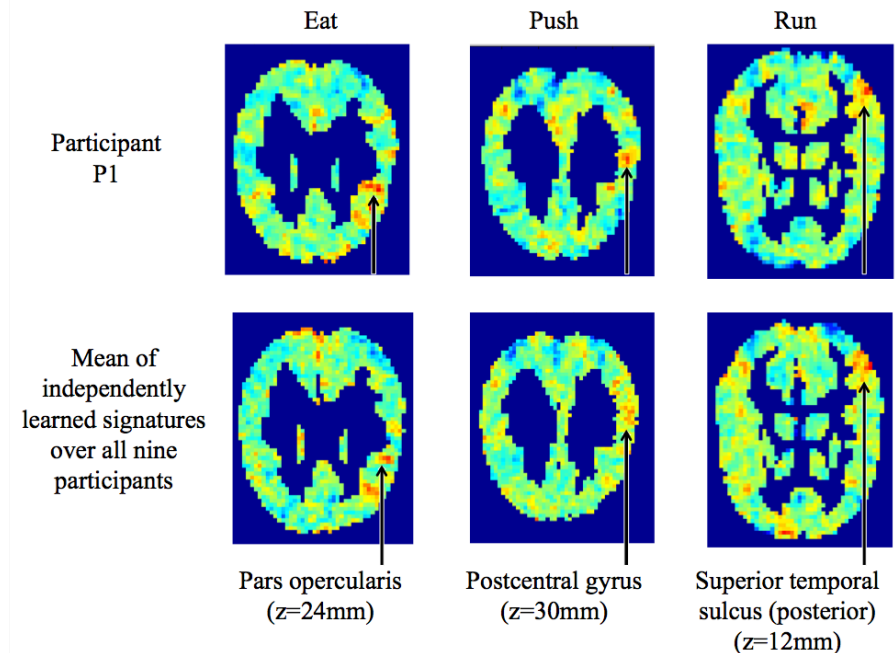 Eat
Push
Run
Participant
P1
Mean of
independently
learned signatures
over all nine
participants
Pars opercularis
(z=24mm)
Postcentral gyrus
(z=30mm)
Superior temporal
sulcus (posterior)
(z=12mm)